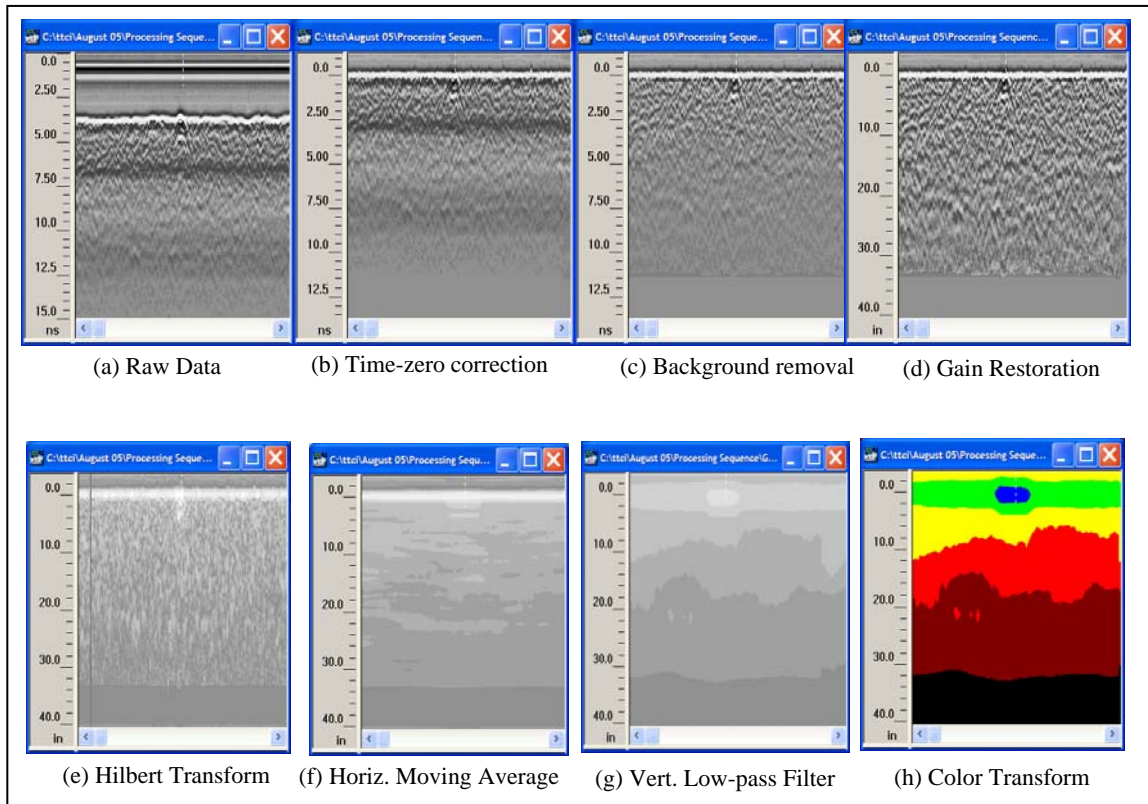 C:\ttci\August 05\Processing Seque...
C:\ttci\August 05\Processing Sequen...
C:\ttci\August 05\Processing Sequen...
C:\ttci\August 05\Processing Sequenc...
0.0
2.50
5.00
7.50
10.0
12.5
15.0
ns
0.0
2.50
5.00
7.50
10.0
12.5
ns
0.0
2.50
5.00
7.50
10.0
12.5
ns
0.0
10.0
20.0
30.0
40.0
in
(a) Raw Data
(b) Time-zero correction
(c) Background removal
(d) Gain Restoration
C:\ttci\August 05\Processing Seque...
C:\ttci\August 05\Processing Sequ...
C:\ttci\August 05\Processing Sequence\G...
C:\ttci\August 05\Processing Sequ...
0.0
10.0
20.0
30.0
40.0
in
0.0
10.0
20.0
30.0
40.0
in
0.0
10.0
20.0
30.0
40.0
in
0.0
10.0
20.0
30.0
40.0
in
(e) Hilbert Transform
(f) Horiz. Moving Average
(g) Vert. Low-pass Filter
(h) Color Transform